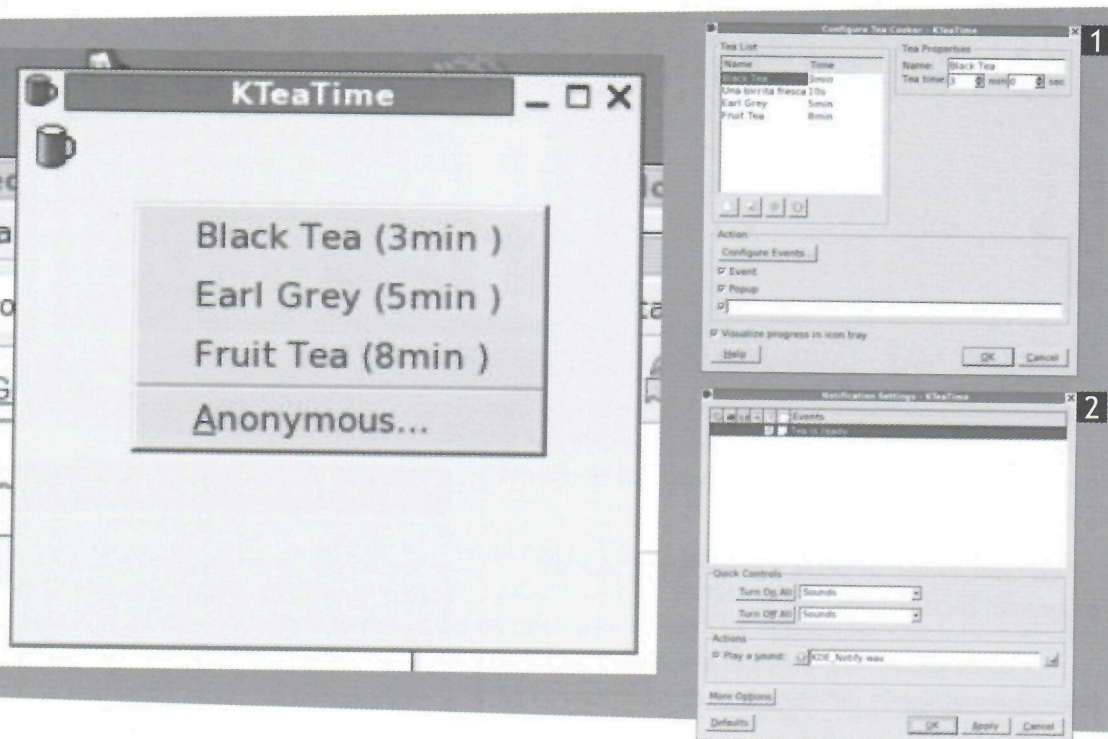 KTeaTime
Black Tea (3min )
Earl Grey (5min )
Fruit Tea (8min )
Anonymous...
1
Configure Tea Cooker - KTeaTime
Tea List
Name Time
Black Tea 3min
Una birrita fresca 10s
Earl Grey 5min
Fruit Tea 8min
Tea Properties
Name: Black Tea
Tea time: 3 min 0 sec
Action
Configure Events...
Event
Popup
Visualize progress in icon tray
Help OK Cancel
2
Notification Settings - KTeaTime
Events
Tea is ready
Quick Controls
Turn On All: Sounds
Turn Off All: Sounds
Actions
Play a sound: KDE_Notify.wav
More Options
Defaults OK Apply Cancel